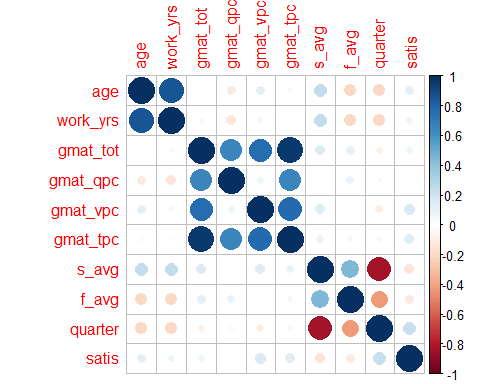 age
work_yrs
gmat_tot
gmat_qpc
gmat_vpc
gmat_tpc
s_avg
f_avg
quarter
satis
age
work_yrs
gmat_tot
gmat_qpc
gmat_vpc
gmat_tpc
s_avg
f_avg
quarter
satis
1
0.8
0.6
0.4
0.2
0
-0.2
-0.4
-0.6
-0.8
-1